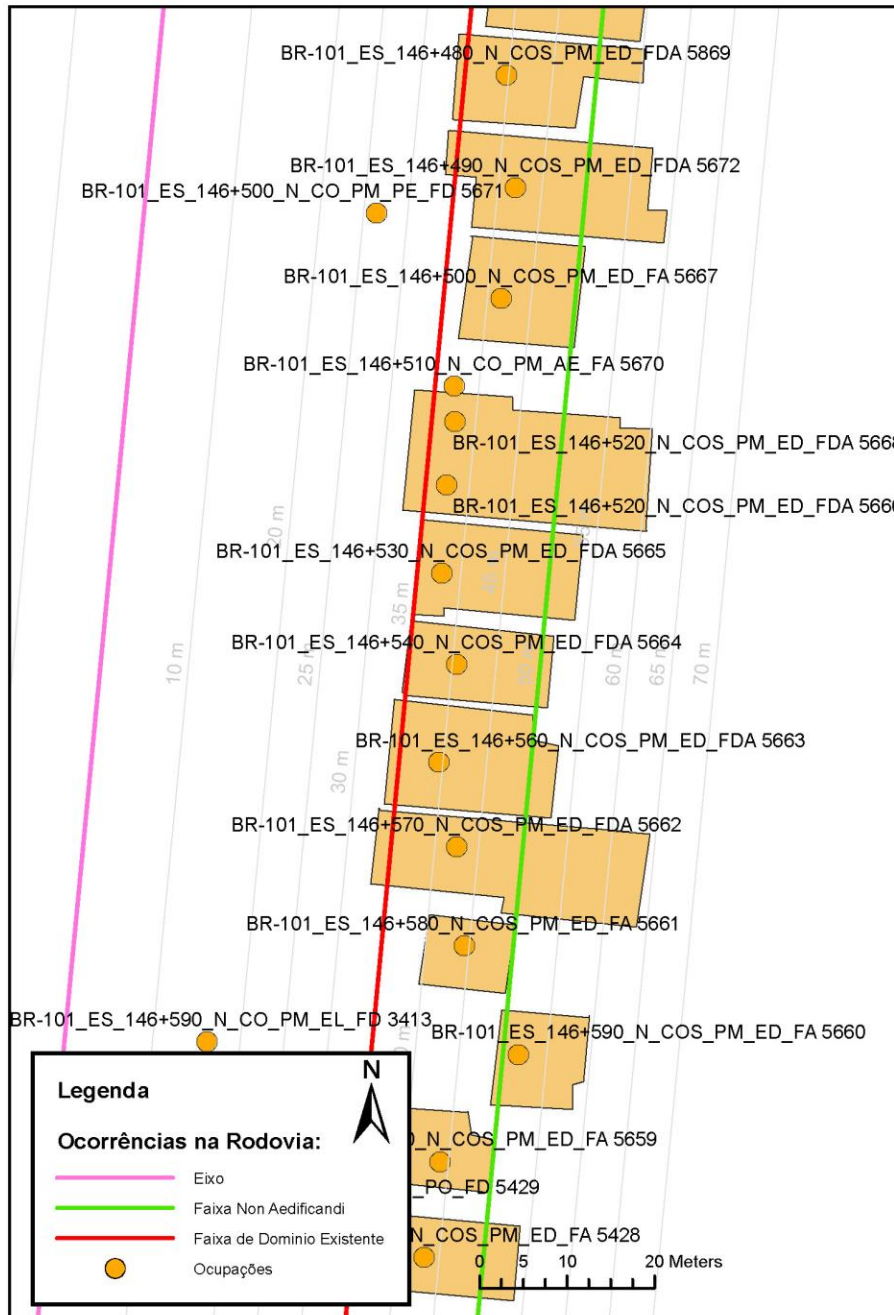 BR-101_ES_146+480_N_COS_PM_ED_FDA 5869
BR-101_ES_146+490_N_COS_PM_ED_FDA 5672
BR-101_ES_146+500_N_CO_PM_PE_FD 5671
BR-101_ES_146+500_N_COS_PM_ED_FA 5667
BR-101_ES_146+510_N_CO_PM_AE_FA 5670
BR-101_ES_146+520_N_COS_PM_ED_FDA 5668
BR-101_ES_146+520_N_COS_PM_ED_FDA
20 m
BR-101_ES_146+530_N_COS_PM_ED_FDA 5665
35 m
BR-101_ES_146+540_N_COS_PM_ED_FDA 5664
10 m
25 m
60 m
65 m
70 m
BR-101_ES_146+560_N_COS_PM_ED_FDA 5663
30 m
BR-101_ES_146+570_N_COS_PM_ED_FDA 5662
BR-101_ES_146+580_N_COS_PM_ED_FA 5661
BR-101_ES_146+590_N_CO_PM_EL_FD 3413
BR-101_ES_146+590_N_COS_PM_ED_FA 5660
0_N_COS_PM_ED_FA 5659
_PO_FD 5429
N_COS_PM_ED_FA 5428
N
Legenda
Ocorrências na Rodovia:
Eixo
Faixa Non Aedificandi
Faixa de Dominio Existente
Ocupações
0 5 10 20 Meters